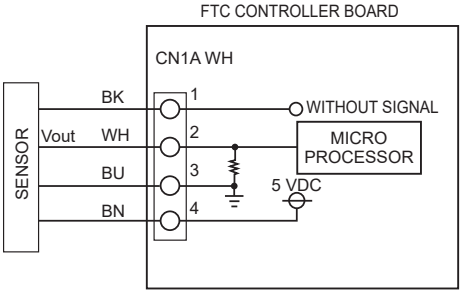 FTC CONTROLLER BOARD
CN1A WH
BK
1
WITHOUT SIGNAL
SENSOR
Vout
WH
2
MICRO
PROCESSOR
BU
3
5 VDC
BN
4